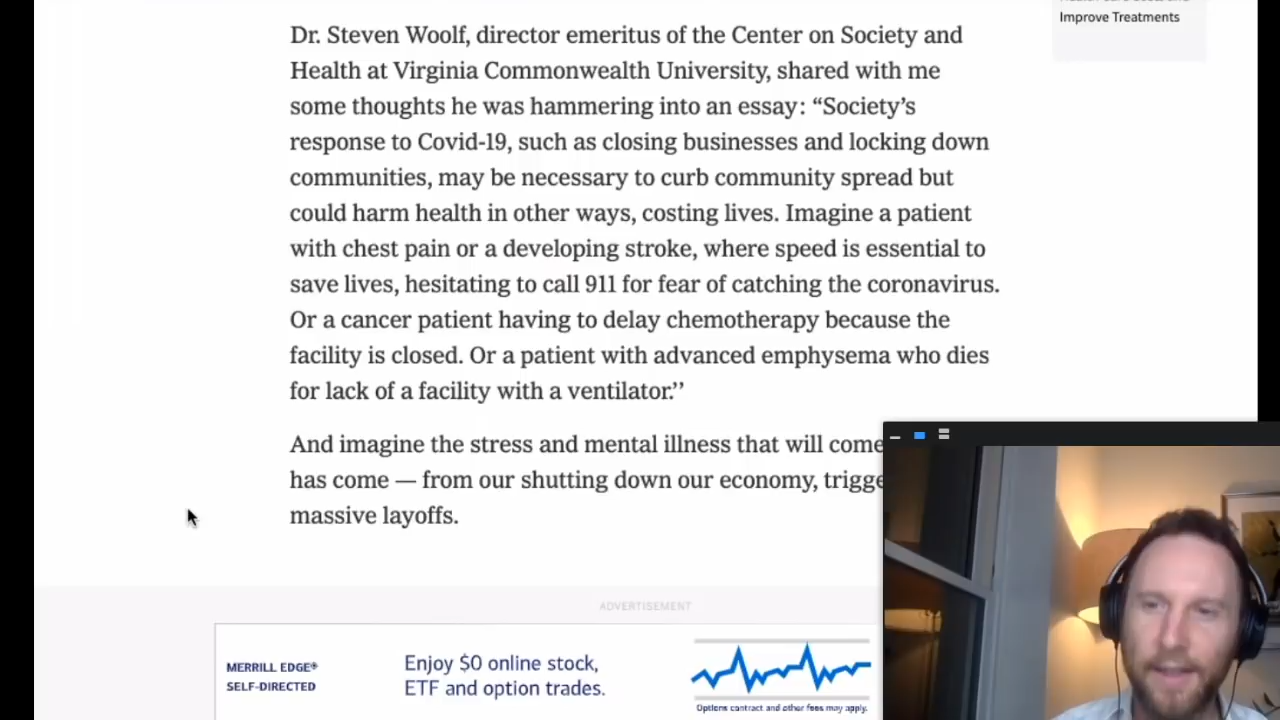 Improve Treatments
Dr. Steven Woolf, director emeritus of the Center on Society and
Health at Virginia Commonwealth University, shared with me
some thoughts he was hammering into an essay: “Society’s
response to Covid-19, such as closing businesses and locking down
communities, may be necessary to curb community spread but
could harm health in other ways, costing lives. Imagine a patient
with chest pain or a developing stroke, where speed is essential to
save lives, hesitating to call 911 for fear of catching the coronavirus.
Or a cancer patient having to delay chemotherapy because the
facility is closed. Or a patient with advanced emphysema who dies
for lack of a facility with a ventilator.’’
And imagine the stress and mental illness that will come
has come — from our shutting down our economy, trigge
massive layoffs.
ADVERTISEMENT
MERRILL EDGE®
SELF-DIRECTED
Enjoy $0 online stock,
ETF and option trades.
Options contract and other fees may apply.